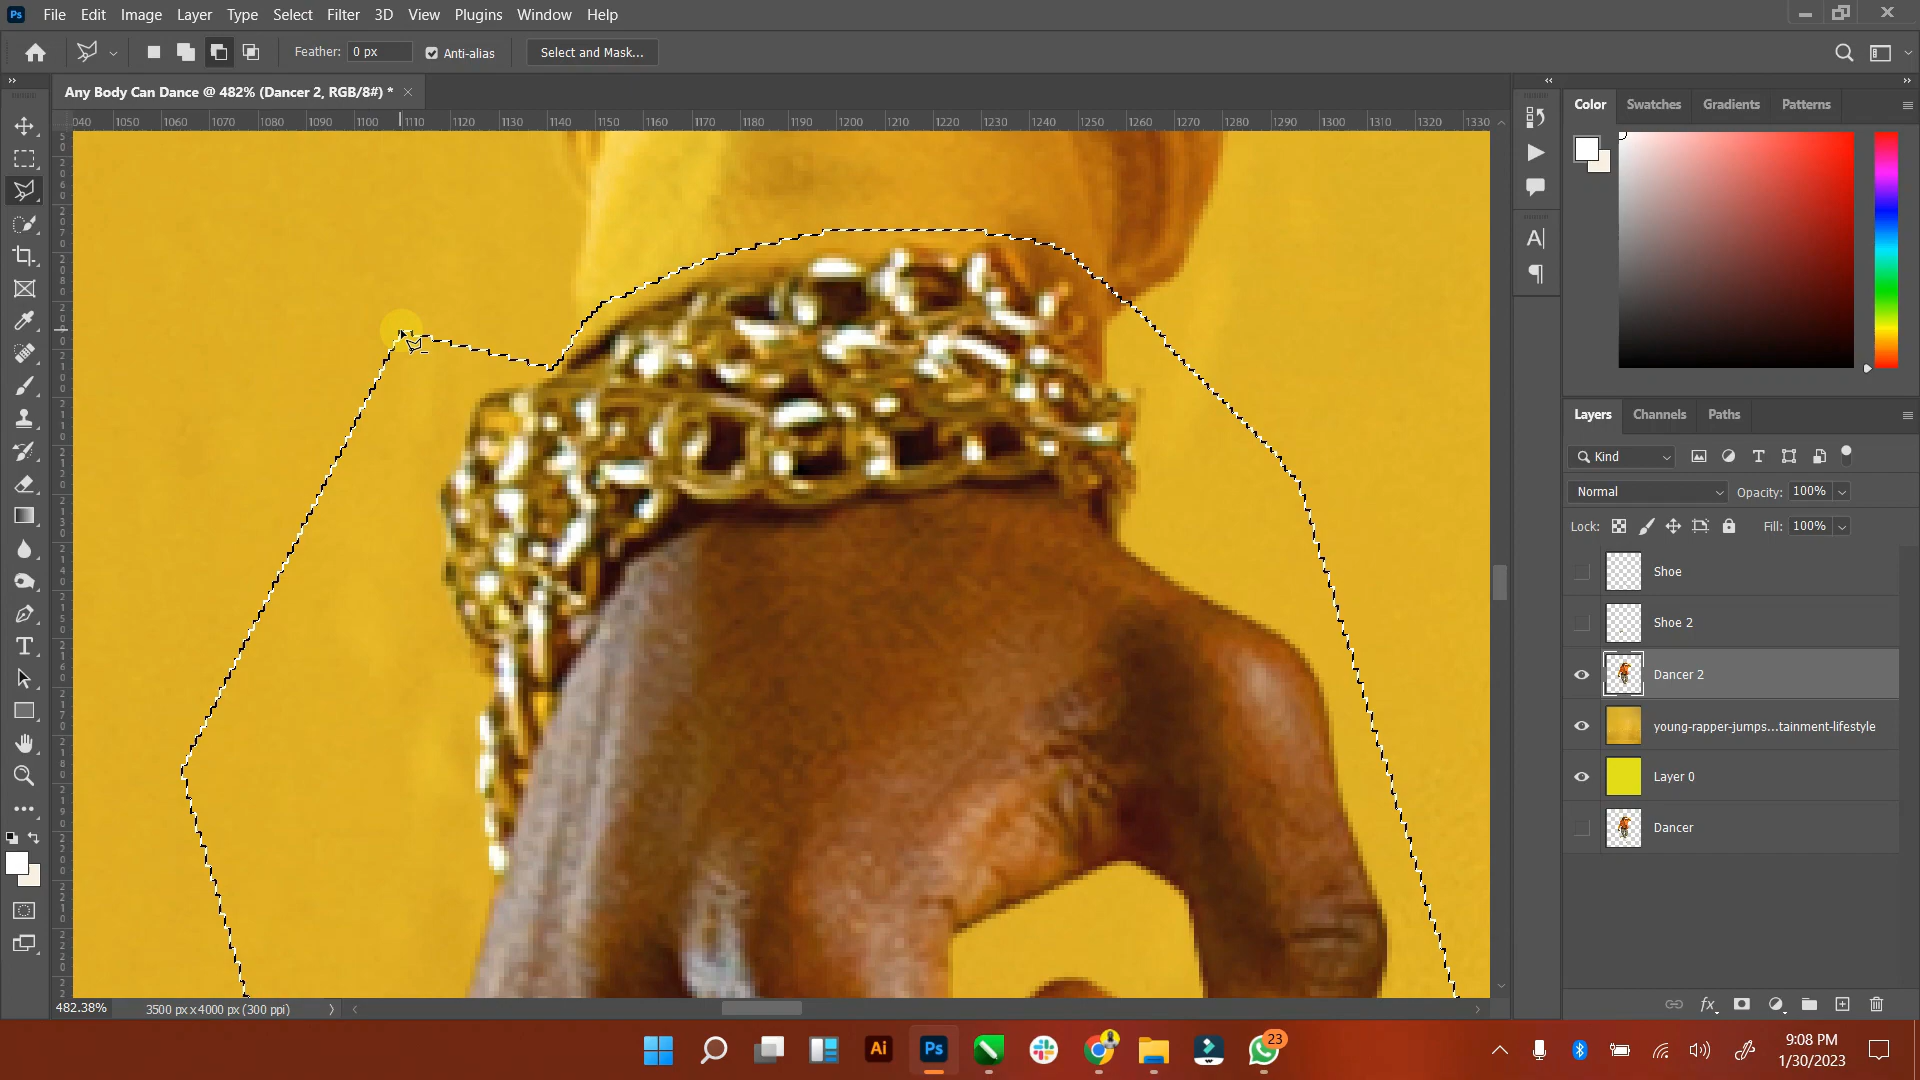 Ps File Edit Image Layer Type Select Filter 3D View Plugins Window Help
Feather: 0 px Anti-alias Select and Mask...
Any Body Can Dance @ 482% (Dancer 2, RGB/8#) *
040 1050 1060 1070 1080 1090 1100 1110 1120 1130 1140 1150 1160 1170 1180 1190 1200 1210 1220 1230 1240 1250 1260 1270 1280 1290 1300 1310 1320 1330
Color Swatches Gradients Patterns
Layers Channels Paths
Kind
Normal Opacity: 100%
Lock: Fill: 100%
Shoe
Shoe 2
Dancer 2
young-rapper-jumps...tainment-lifestyle
Layer 0
Dancer
482.38% 3500 px x 4000 px (300 ppi)
Ai Ps 23
9:08 PM
1/30/2023